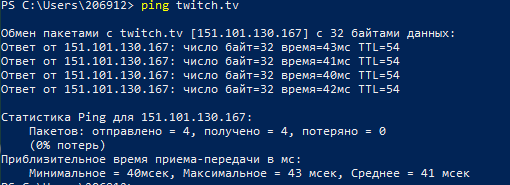 PS C:\Users\206912> ping twitch.tv
Обмен пакетами с twitch.tv [151.101.130.167] с 32 байтами данных:
Ответ от 151.101.130.167: число байт=32 время=43мс TTL=54
Ответ от 151.101.130.167: число байт=32 время=41мс TTL=54
Ответ от 151.101.130.167: число байт=32 время=40мс TTL=54
Ответ от 151.101.130.167: число байт=32 время=42мс TTL=54
Статистика Ping для 151.101.130.167:
Пакетов: отправлено = 4, получено = 4, потеряно = 0
(0% потерь)
Приблизительное время приема-передачи в мс:
Минимальное = 40мсек, Максимальное = 43 мсек, Среднее = 41 мсек
PS C:\Users\206912>